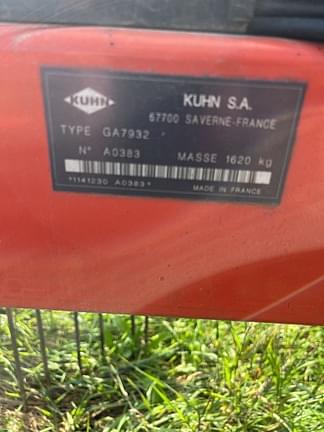 KUHN
KUHN S.A.
67700 SAVERNE-FRANCE
TYPE GA7932
N° A0383 MASSE 1620 kg
*1141230 A0383*
MADE IN FRANCE